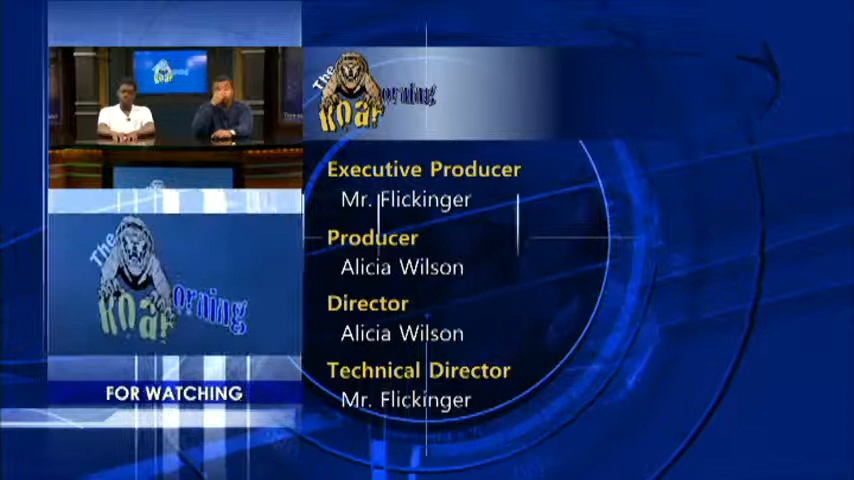 The
Roar
orning
Executive Producer
Mr. Flickinger
Producer
Alicia Wilson
Director
Alicia Wilson
Technical Director
Mr. Flickinger
The
Roar
orning
FOR WATCHING